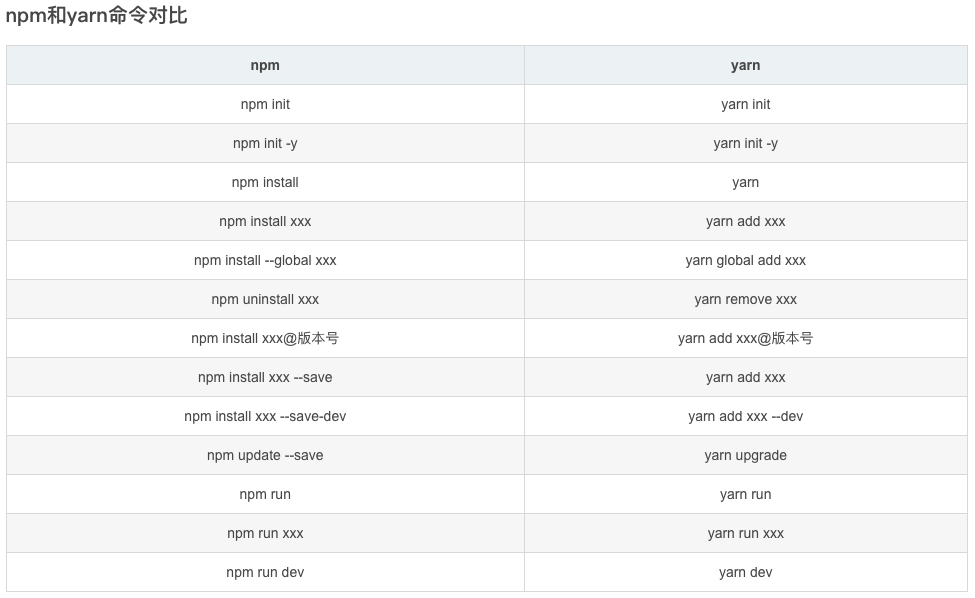 npm和yarn命令对比
npm yarn
npm init yarn init
npm init -y yarn init -y
npm install yarn
npm install xxx yarn add xxx
npm install --global xxx yarn global add xxx
npm uninstall xxx yarn remove xxx
npm install xxx@版本号 yarn add xxx@版本号
npm install xxx --save yarn add xxx
npm install xxx --save-dev yarn add xxx --dev
npm update --save yarn upgrade
npm run yarn run
npm run xxx yarn run xxx
npm run dev yarn dev